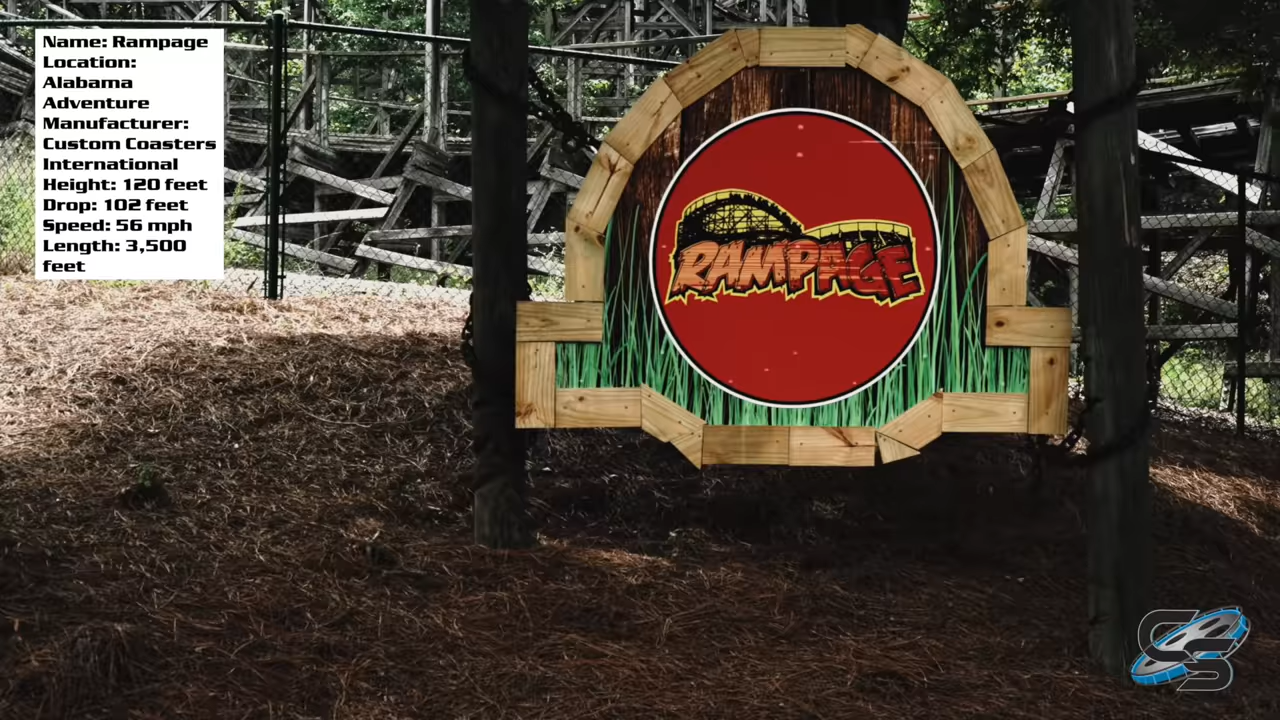 Name: Rampage
Location:
Alabama
Adventure
Manufacturer:
Custom Coasters
International
Height: 120 feet
Drop: 102 feet
Speed: 56 mph
Length: 3,500
feet
RAMPAGE
CS